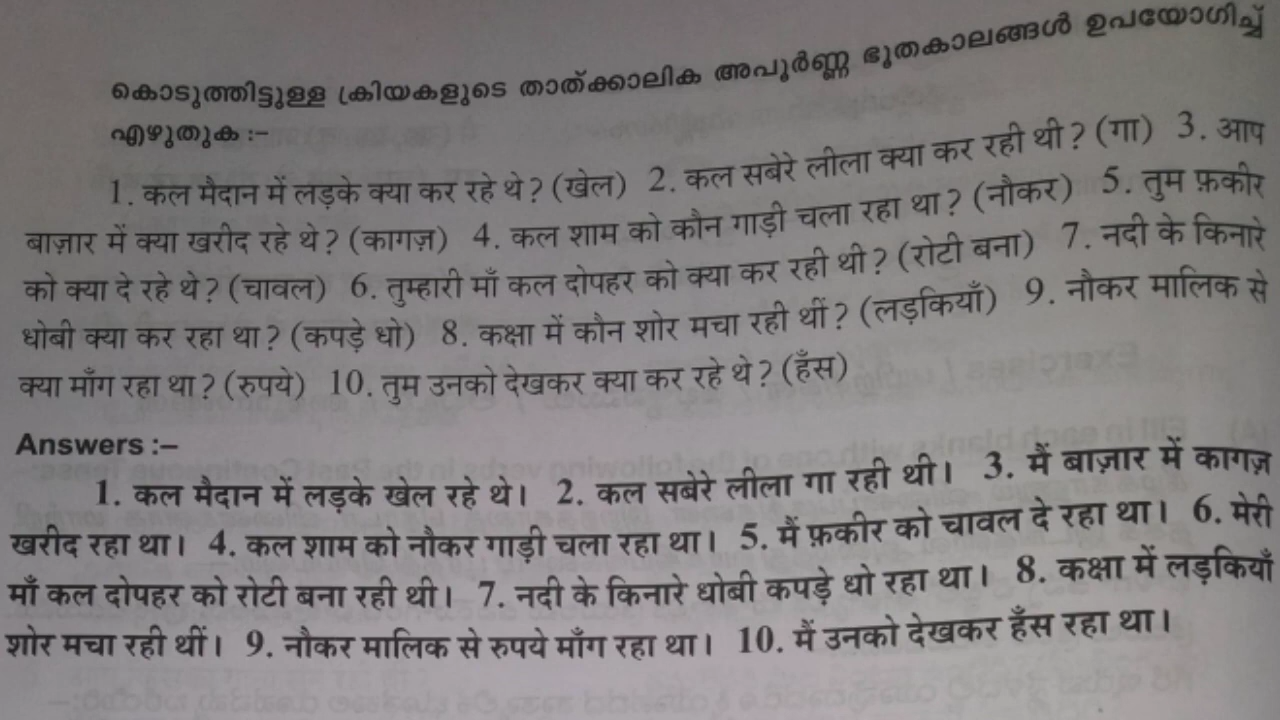 കൊടുത്തിട്ടുള്ള ക്രിയകളുടെ താത്ക്കാലിക അപൂർണ്ണ ഭൂതകാലങ്ങൾ ഉപയോഗിച്ച്
എഴുതുക :–
1. कल मैदान में लड़के क्या कर रहे थे? (खेल) 2. कल सबेरे लीला क्या कर रही थी? (गा) 3. आप
बाज़ार में क्या खरीद रहे थे? (कागज़) 4. कल शाम को कौन गाड़ी चला रहा था? (नौकर) 5. तुम फ़कीर
को क्या दे रहे थे? (चावल) 6. तुम्हारी माँ कल दोपहर को क्या कर रही थी? (रोटी बना) 7. नदी के किनारे
धोबी क्या कर रहा था? (कपड़े धो) 8. कक्षा में कौन शोर मचा रही थीं? (लड़कियाँ) 9. नौकर मालिक से
क्या माँग रहा था? (रुपये) 10. तुम उनको देखकर क्या कर रहे थे? (हँस)
Answers :–
1. कल मैदान में लड़के खेल रहे थे। 2. कल सबेरे लीला गा रही थी। 3. मैं बाज़ार में कागज़
खरीद रहा था। 4. कल शाम को नौकर गाड़ी चला रहा था। 5. मैं फ़कीर को चावल दे रहा था। 6. मेरी
माँ कल दोपहर को रोटी बना रही थी। 7. नदी के किनारे धोबी कपड़े धो रहा था। 8. कक्षा में लड़कियाँ
शोर मचा रही थीं। 9. नौकर मालिक से रुपये माँग रहा था। 10. मैं उनको देखकर हँस रहा था।